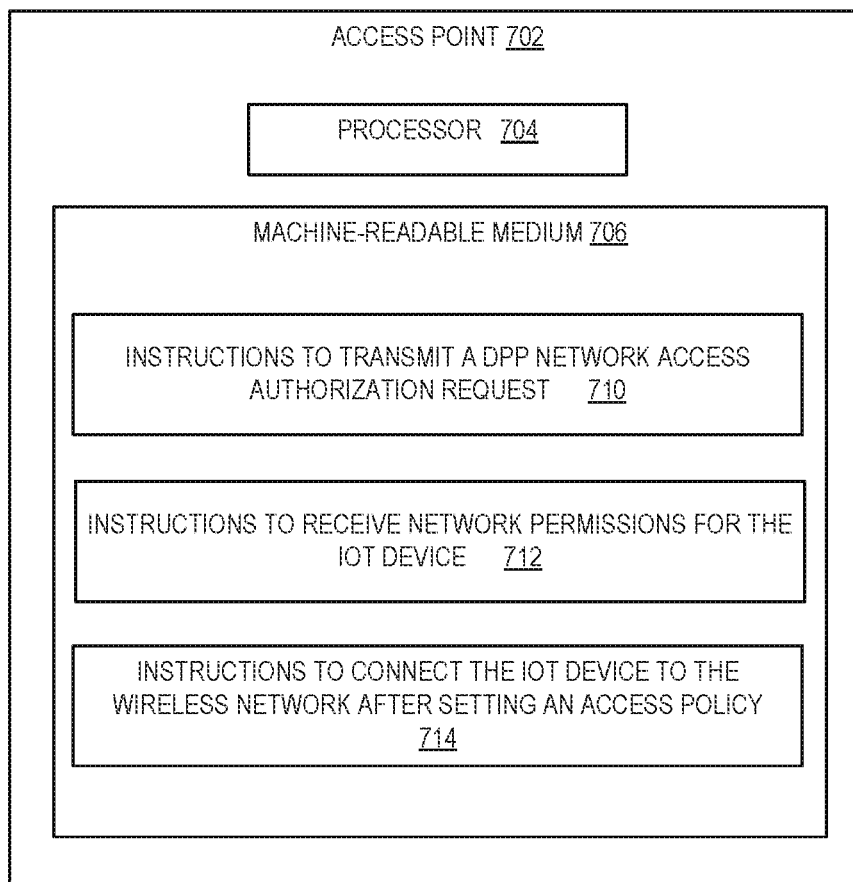 ACCESS POINT 702
PROCESSOR 704
MACHINE-READABLE MEDIUM 706
INSTRUCTIONS TO TRANSMIT A DPP NETWORK ACCESS
AUTHORIZATION REQUEST 710
INSTRUCTIONS TO RECEIVE NETWORK PERMISSIONS FOR THE
IOT DEVICE 712
INSTRUCTIONS TO CONNECT THE IOT DEVICE TO THE
WIRELESS NETWORK AFTER SETTING AN ACCESS POLICY
714